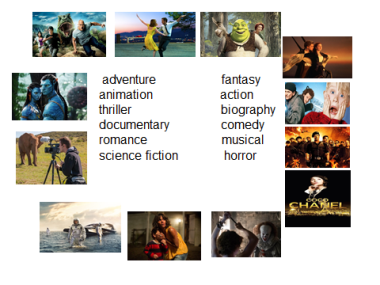 adventure
animation
thriller
documentary
romance
science fiction
fantasy
action
biography
comedy
musical
horror
COCO
CHANEL